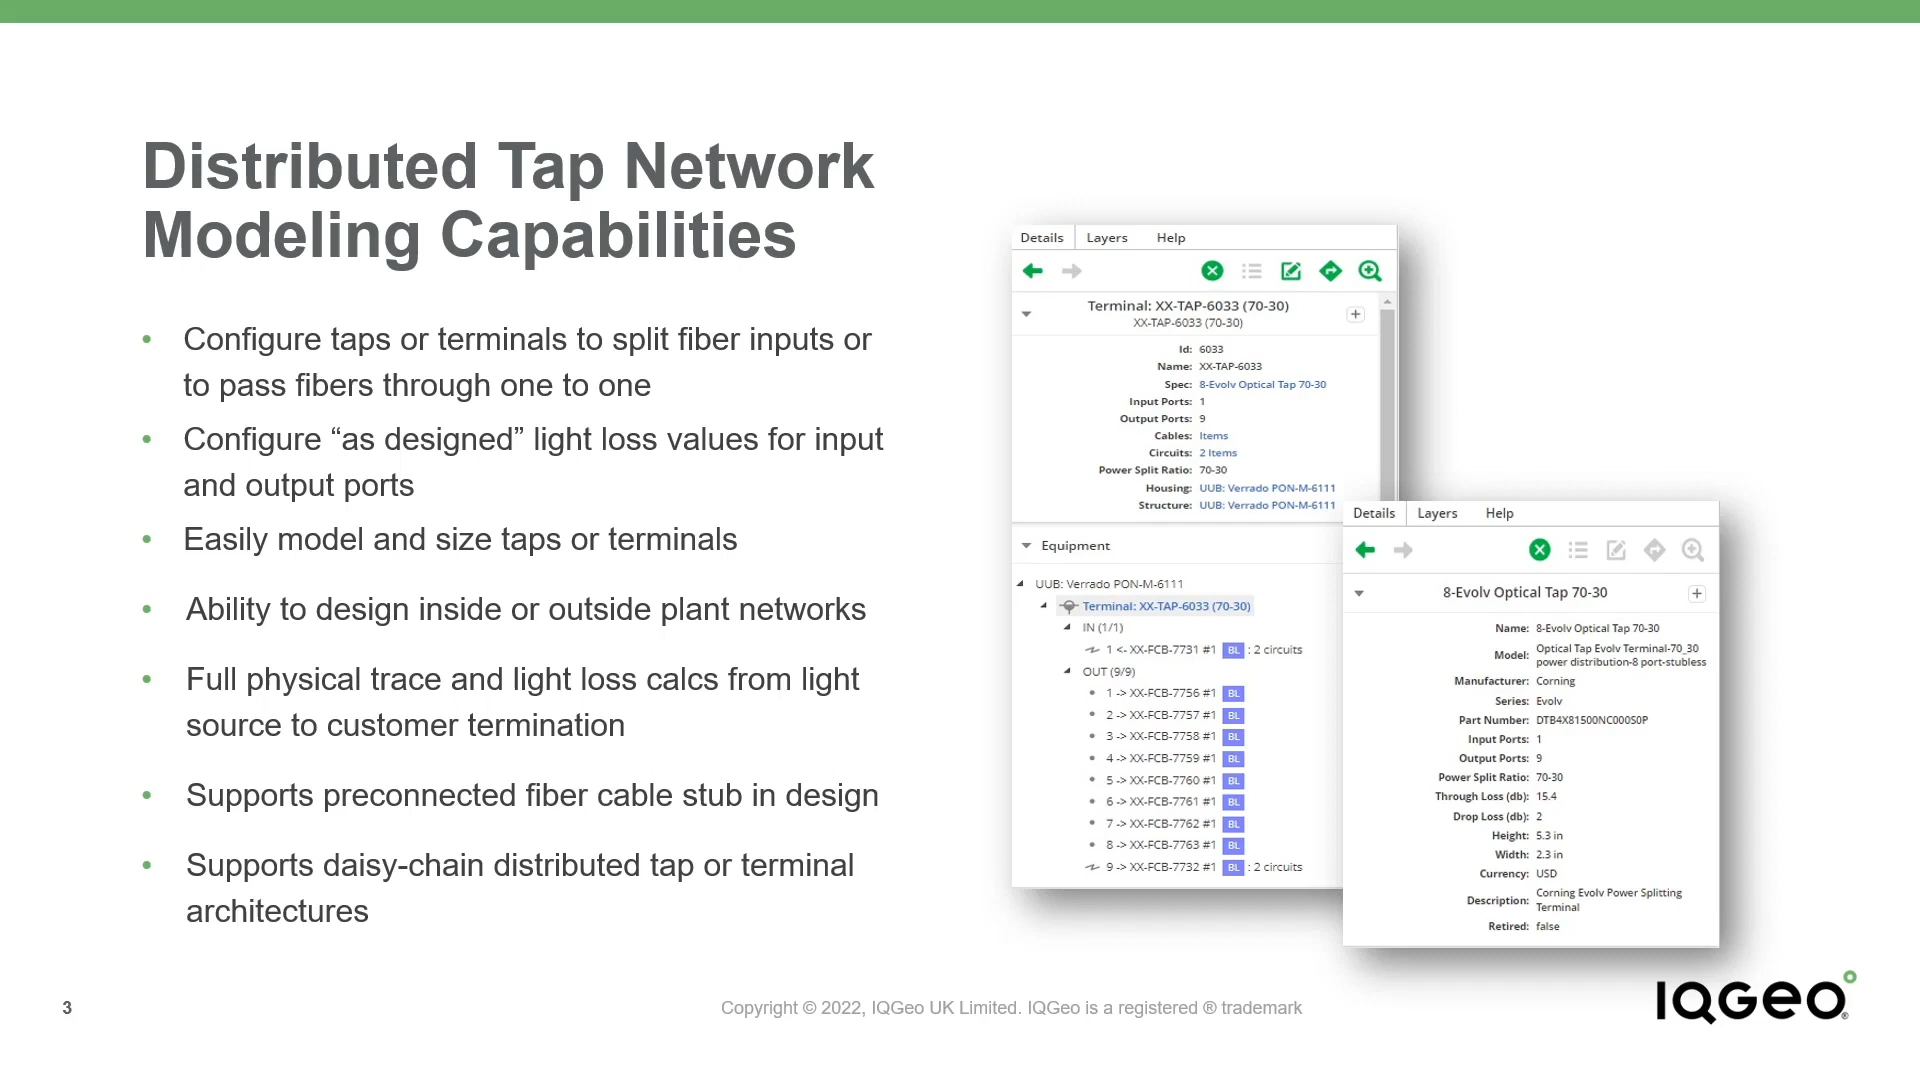 Distributed Tap Network
Modeling Capabilities
• Configure taps or terminals to split fiber inputs or
to pass fibers through one to one
• Configure “as designed” light loss values for input
and output ports
• Easily model and size taps or terminals
• Ability to design inside or outside plant networks
• Full physical trace and light loss calcs from light
source to customer termination
• Supports preconnected fiber cable stub in design
• Supports daisy-chain distributed tap or terminal
architectures
Details Layers Help
Terminal: XX-TAP-6033 (70-30)
XX-TAP-6033 (70-30)
Id: 6033
Name: XX-TAP-6033
Spec: 8-Evolv Optical Tap 70-30
Input Ports: 1
Output Ports: 9
Cables: Items
Circuits: 2 Items
Power Split Ratio: 70-30
Housing: UUB: Verrado PON-M-6111
Structure: UUB: Verrado PON-M-6111
Equipment
UUB: Verrado PON-M-6111
Terminal: XX-TAP-6033 (70-30)
IN (1/1)
1 <- XX-FCB-7731 #1 BL : 2 circuits
OUT (9/9)
1 -> XX-FCB-7756 #1 BL
2 -> XX-FCB-7757 #1 BL
3 -> XX-FCB-7758 #1 BL
4 -> XX-FCB-7759 #1 BL
5 -> XX-FCB-7760 #1 BL
6 -> XX-FCB-7761 #1 BL
7 -> XX-FCB-7762 #1 BL
8 -> XX-FCB-7763 #1 BL
9 -> XX-FCB-7732 #1 BL : 2 circuits
Details Layers Help
8-Evolv Optical Tap 70-30
Name: 8-Evolv Optical Tap 70-30
Model: Optical Tap Evolv Terminal-70_30
power distribution-8 port-stubless
Manufacturer: Corning
Series: Evolv
Part Number: DTB4X81500NC000S0P
Input Ports: 1
Output Ports: 9
Power Split Ratio: 70-30
Through Loss (db): 15.4
Drop Loss (db): 2
Height: 5.3 in
Width: 2.3 in
Currency: USD
Description: Corning Evolv Power Splitting
Terminal
Retired: false
3
Copyright © 2022, IQGeo UK Limited. IQGeo is a registered ® trademark
IQGeo®